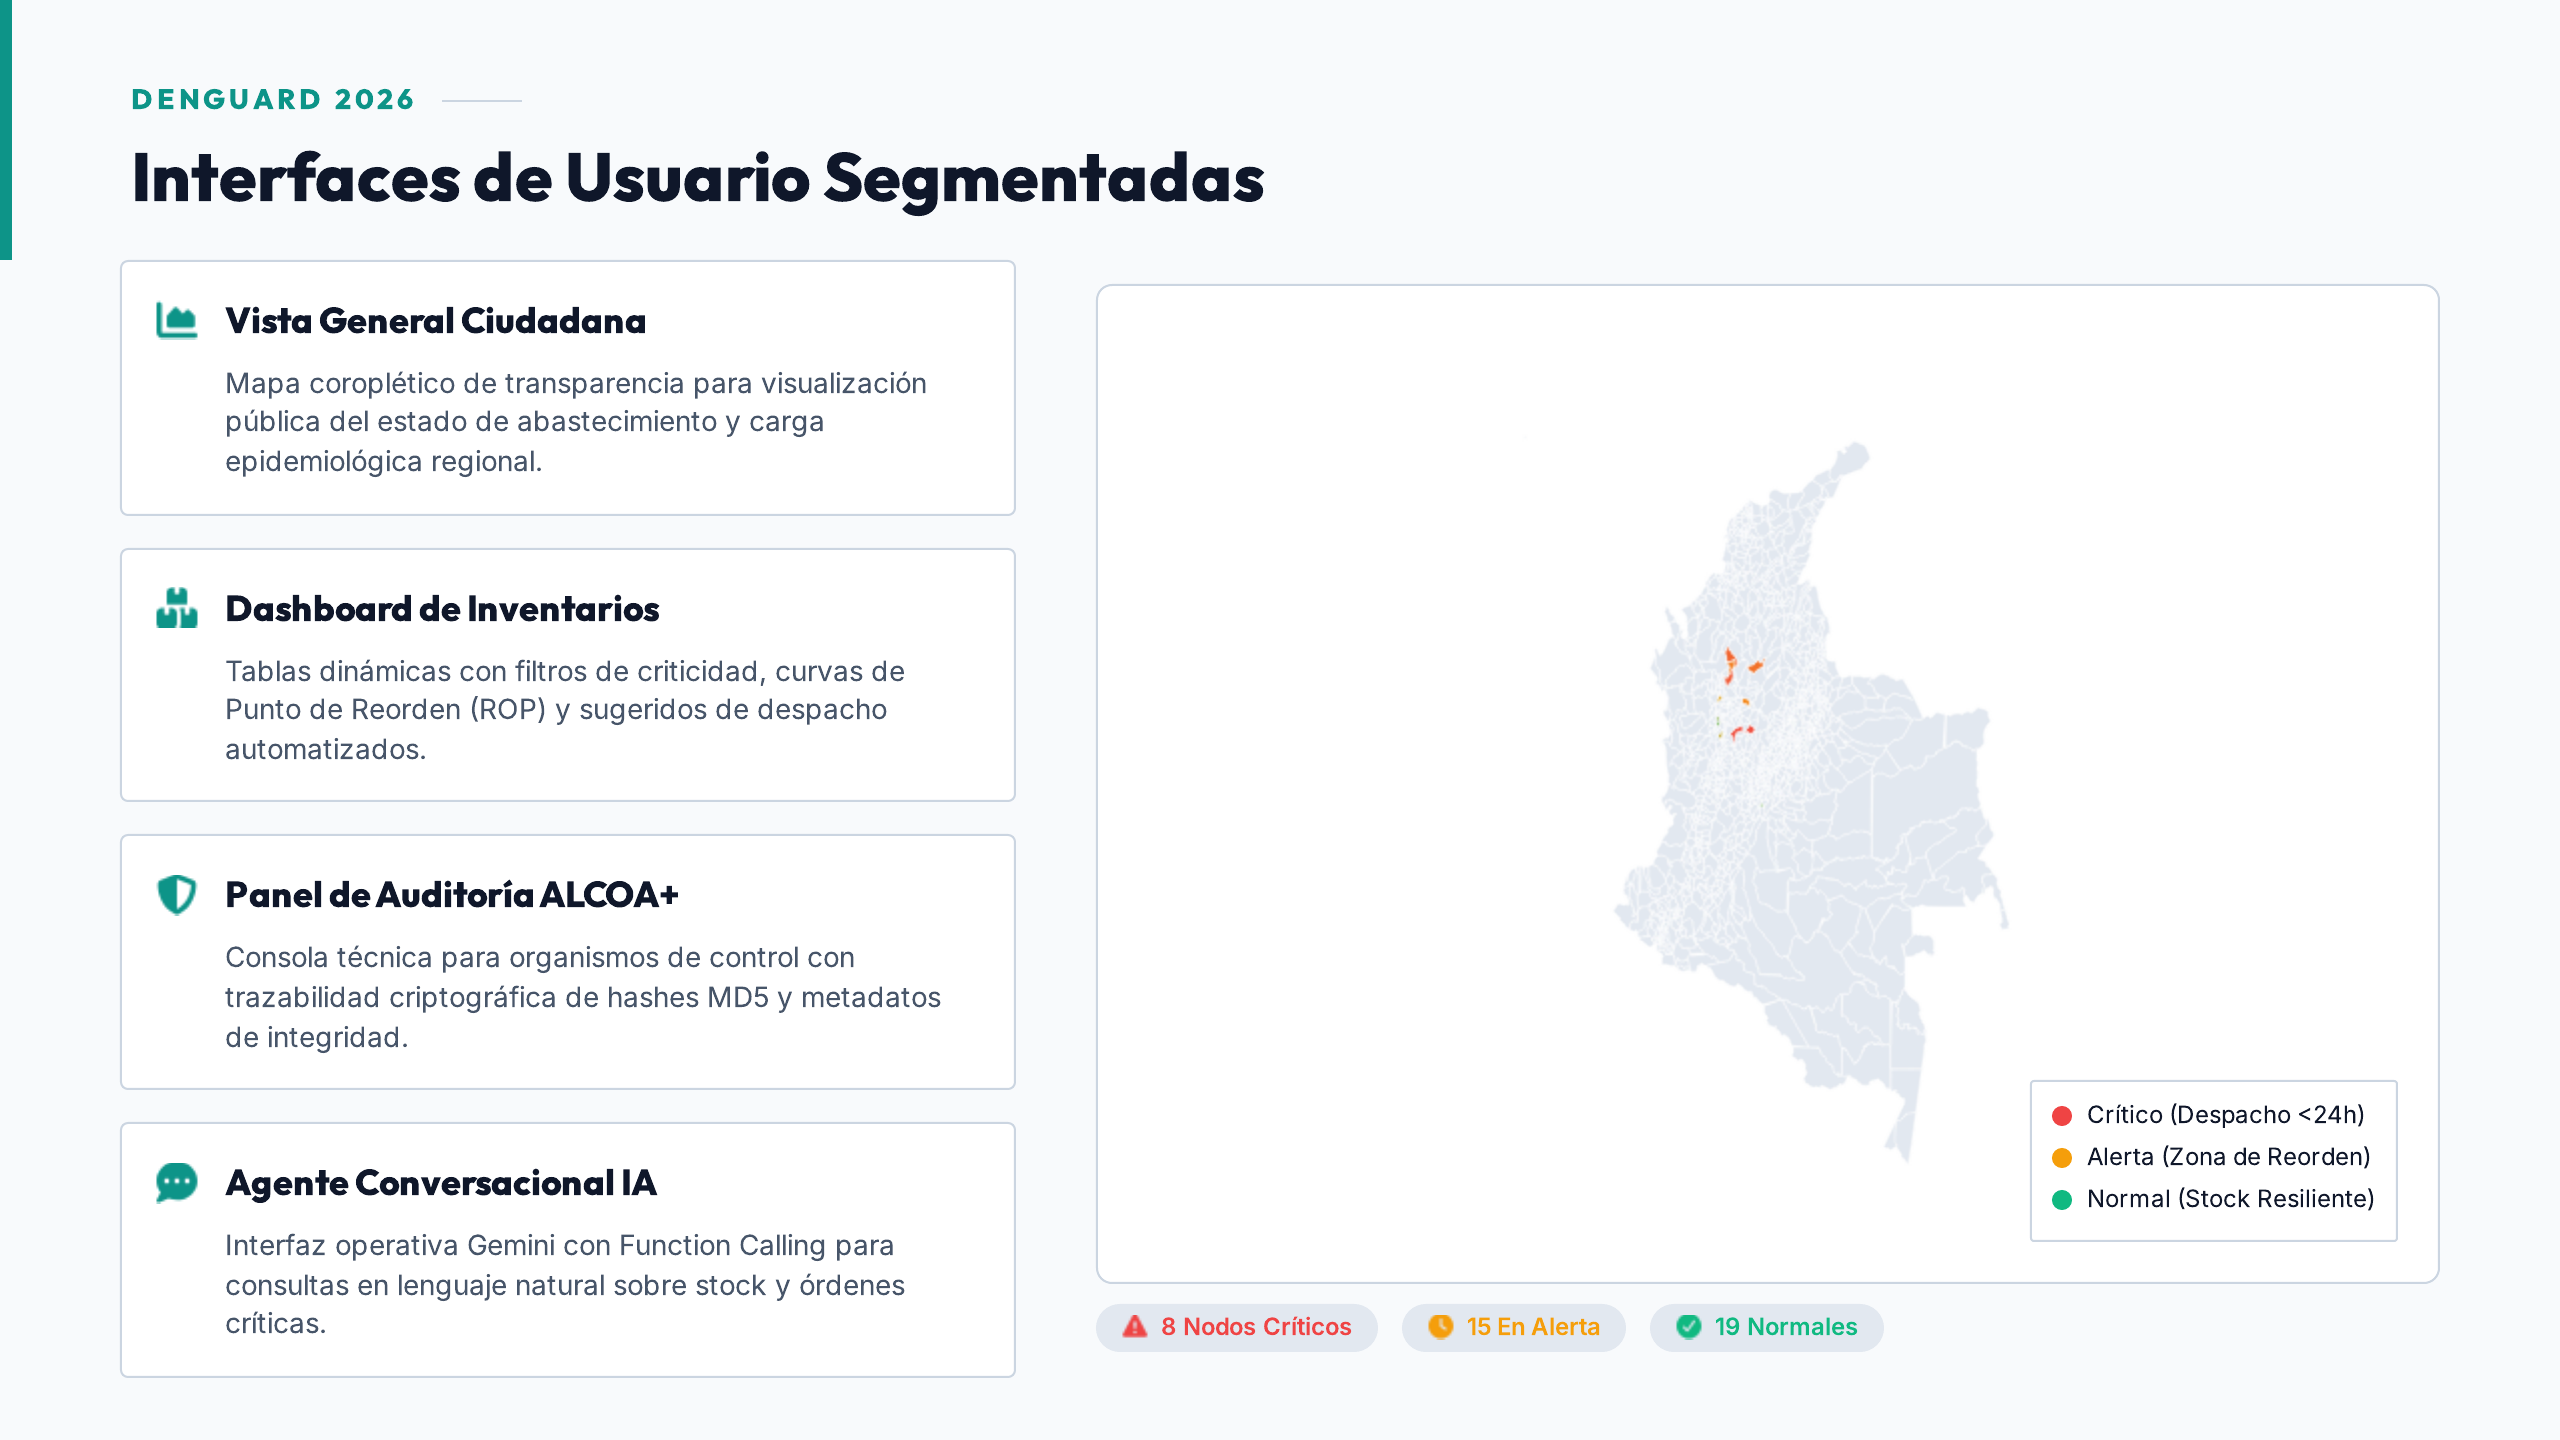 DENGUARD 2026
Interfaces de Usuario Segmentadas
Vista General Ciudadana
Mapa coroplético de transparencia para visualización
pública del estado de abastecimiento y carga
epidemiológica regional.
Dashboard de Inventarios
Tablas dinámicas con filtros de criticidad, curvas de
Punto de Reorden (ROP) y sugeridos de despacho
automatizados.
Panel de Auditoría ALCOA+
Consola técnica para organismos de control con
trazabilidad criptográfica de hashes MD5 y metadatos
de integridad.
Agente Conversacional IA
Interfaz operativa Gemini con Function Calling para
consultas en lenguaje natural sobre stock y órdenes
críticas.
Crítico (Despacho <24h)
Alerta (Zona de Reorden)
Normal (Stock Resiliente)
8 Nodos Críticos
15 En Alerta
19 Normales